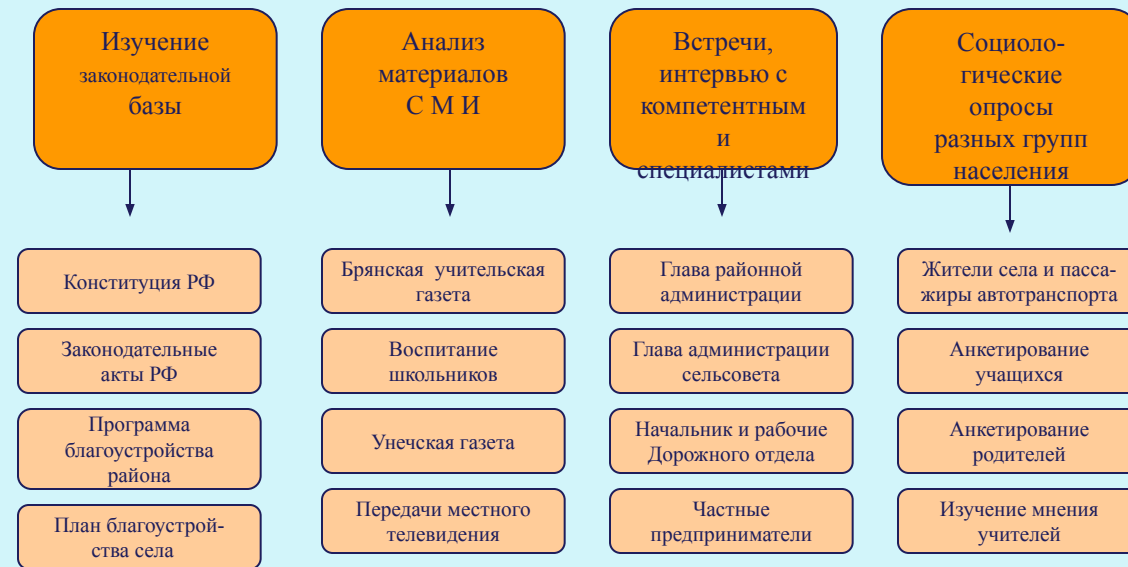 Изучение
законодательной
базы
Анализ
материалов
С М И
Встречи,
интервью с
компетентным
и
специалистами
Социоло-
гические
опросы
разных групп
населения
Конституция РФ
Законодательные
акты РФ
Программа
благоустройства
района
План благоустрой-
ства села
Брянская учительская
газета
Воспитание
школьников
Унечская газета
Передачи местного
телевидения
Глава районной
администрации
Глава администрации
сельсовета
Начальник и рабочие
Дорожного отдела
Частные
предприниматели
Жители села и пасса-
жиры автотранспорта
Анкетирование
учащихся
Анкетирование
родителей
Изучение мнения
учителей